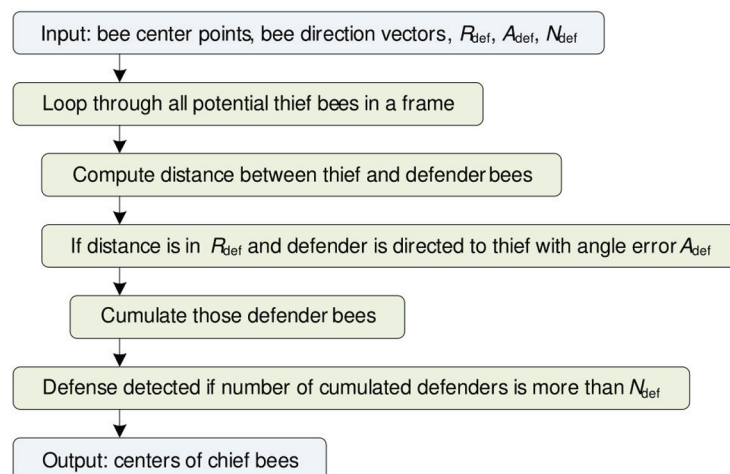 Input: bee center points, bee direction vectors, Rdef, Adef, Ndef
Loop through all potential thief bees in a frame
Compute distance between thief and defender bees
If distance is in Rdef and defender is directed to thief with angle error Adef
Cumulate those defender bees
Defense detected if number of cumulated defenders is more than Ndef
Output: centers of chief bees